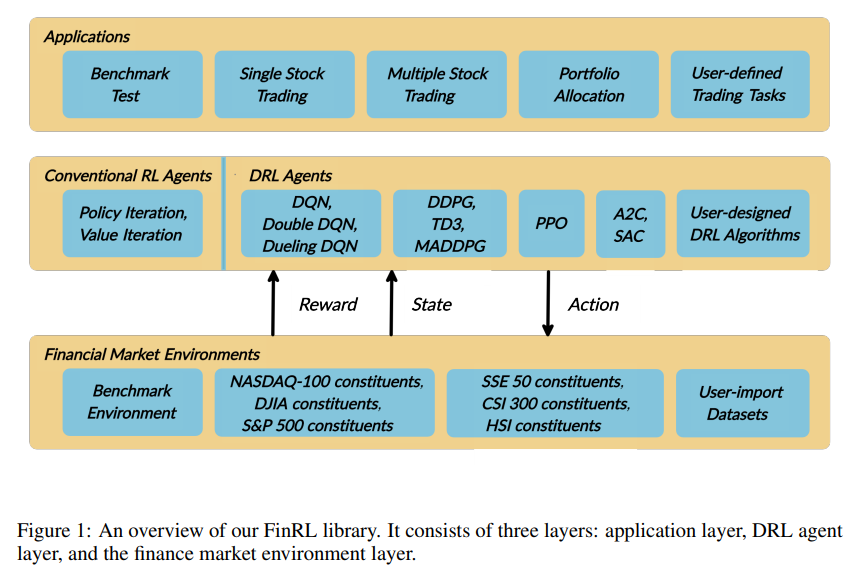 Applications
Benchmark
Test
Single Stock
Trading
Multiple Stock
Trading
Portfolio
Allocation
User-defined
Trading Tasks
Conventional RL Agents
DRL Agents
Policy Iteration,
Value Iteration
DQN,
Double DQN,
Dueling DQN
DDPG,
TD3,
MADDPG
PPO
A2C,
SAC
User-designed
DRL Algorithms
Reward
State
Action
Financial Market Environments
Benchmark
Environment
NASDAQ-100 constituents,
DJIA constituents,
S&P 500 constituents
SSE 50 constituents,
CSI 300 constituents,
HSI constituents
User-import
Datasets
Figure 1: An overview of our FinRL library. It consists of three layers: application layer, DRL agent
layer, and the finance market environment layer.